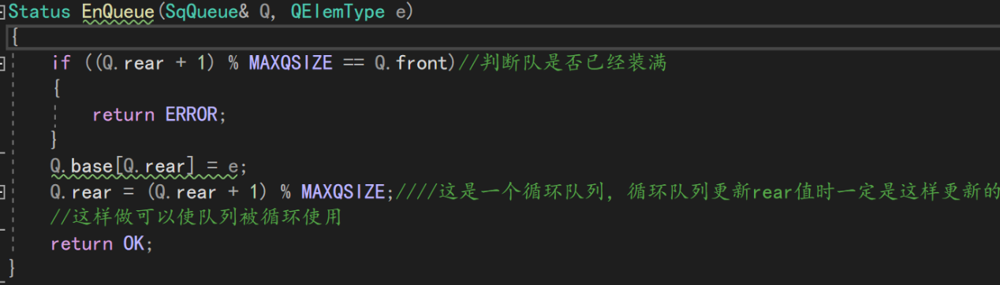 Status EnQueue(SqQueue& Q, QElemType e)
{
if ((Q.rear + 1) % MAXQSIZE == Q.front)//判断队是否已经装满
{
return ERROR;
}
Q.base[Q.rear] = e;
Q.rear = (Q.rear + 1) % MAXQSIZE;////这是一个循环队列，循环队列更新rear值时一定是这样更新的
//这样做可以使队列被循环使用
return OK;
}